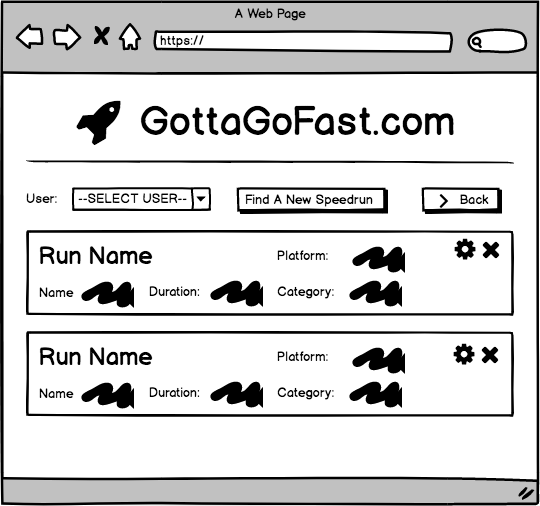 A Web Page
https://
GottaGoFast.com
User: --SELECT USER-- Find A New Speedrun Back
Run Name Platform:
Name Duration: Category:
Run Name Platform:
Name Duration: Category: